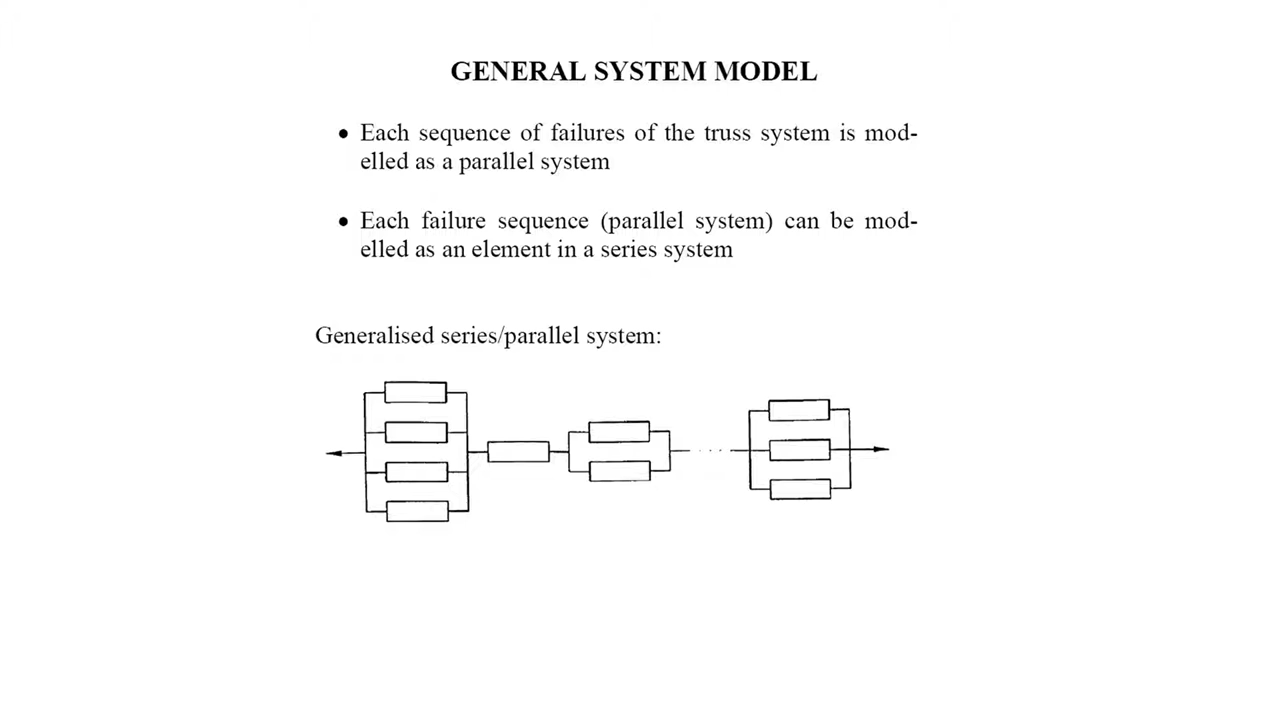 GENERAL SYSTEM MODEL
• Each sequence of failures of the truss system is mod-
elled as a parallel system
• Each failure sequence (parallel system) can be mod-
elled as an element in a series system
Generalised series/parallel system: